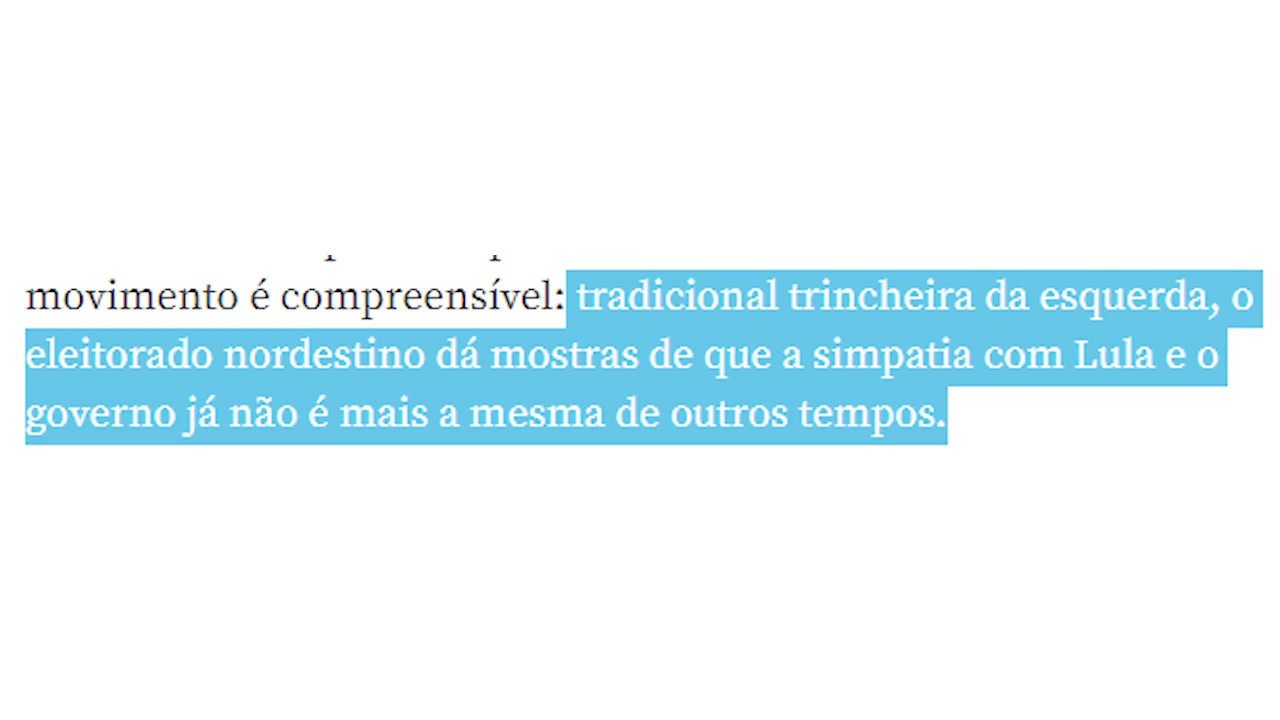 movimento é compreensível: tradicional trincheira da esquerda, o
eleitorado nordestino dá mostras de que a simpatia com Lula e o
governo já não é mais a mesma de outros tempos.